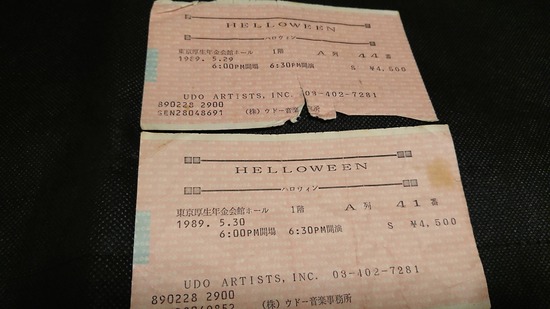 HELLOWEEN
ハロウィン
東京厚生年金会館ホール 1階 A 列 44 番
1989. 5.29
6:00PM開場 6:30PM開演 S ¥4,500
UDO ARTISTS, INC. 03-402-7281
890228 2900
SEN28048691 (株)ウドー音楽事務所
HELLOWEEN
ハロウィン
東京厚生年金会館ホール 1階 A 列 41 番
1989. 5.30
6:00PM開場 6:30PM開演 S ¥4,500
UDO ARTISTS, INC. 03-402-7281
890228 2900
(株)ウドー音楽事務所